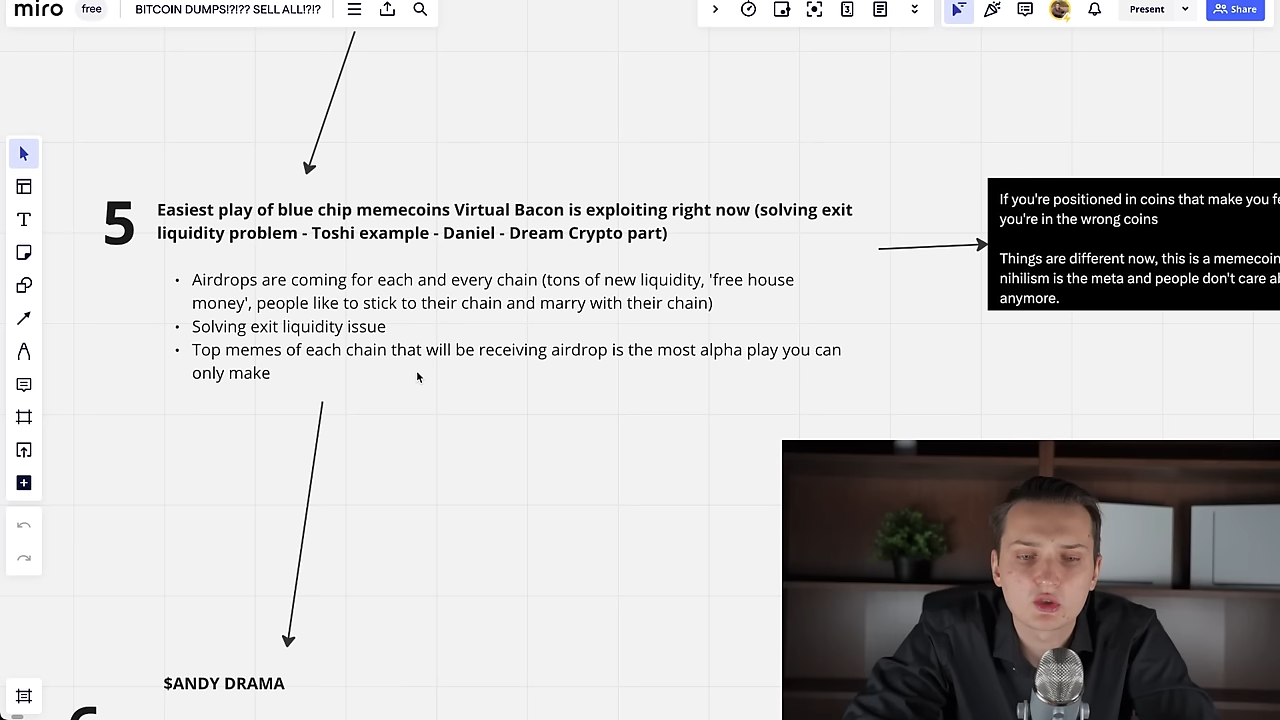 miro free BITCOIN DUMPS!?!?? SELL ALL!?!? Present Share
5
Easiest play of blue chip memecoins Virtual Bacon is exploiting right now (solving exit
liquidity problem - Toshi example - Daniel - Dream Crypto part)
• Airdrops are coming for each and every chain (tons of new liquidity, 'free house
money', people like to stick to their chain and marry with their chain)
• Solving exit liquidity issue
• Top memes of each chain that will be receiving airdrop is the most alpha play you can
only make
If you're positioned in coins that make you
you're in the wrong coins
Things are different now, this is a memecoin
nihilism is the meta and people don't care
anymore.
$ANDY DRAMA